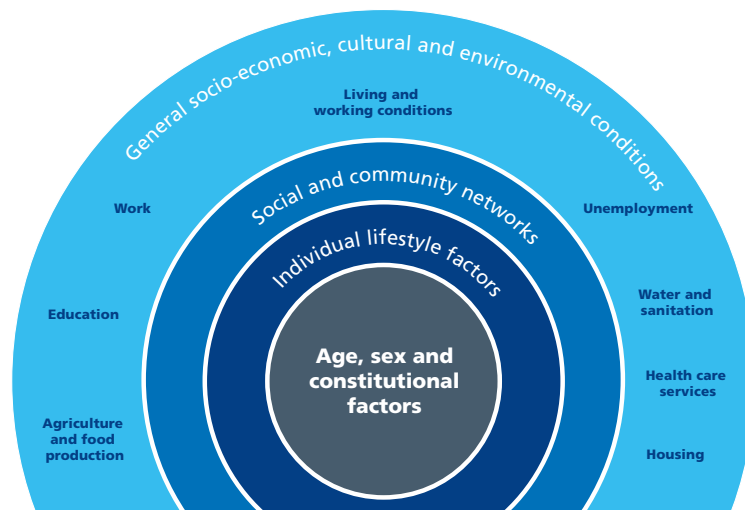 General socio-economic, cultural and environmental conditions
Living and
working conditions
Work
Unemployment
Education
Water and
sanitation
Agriculture
and food
production
Health care
services
Housing
Social and community networks
Individual lifestyle factors
Age, sex and
constitutional
factors